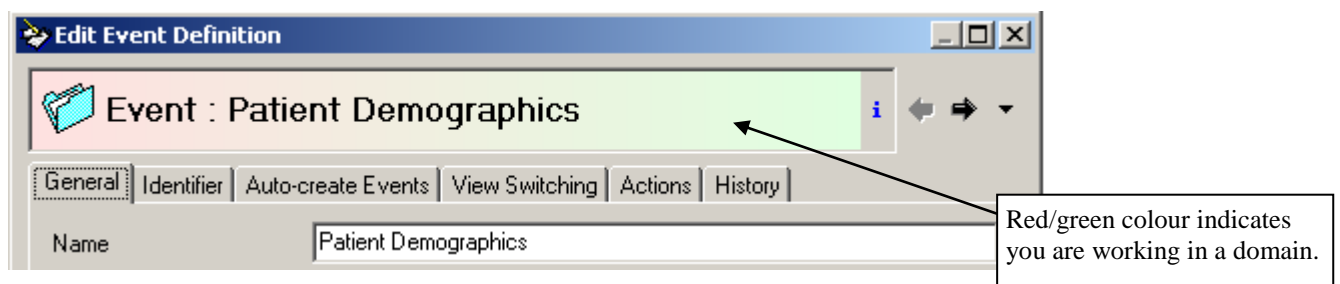 Edit Event Definition
Event : Patient Demographics
i
General Identifier Auto-create Events View Switching Actions History
Name Patient Demographics
Red/green colour indicates
you are working in a domain.